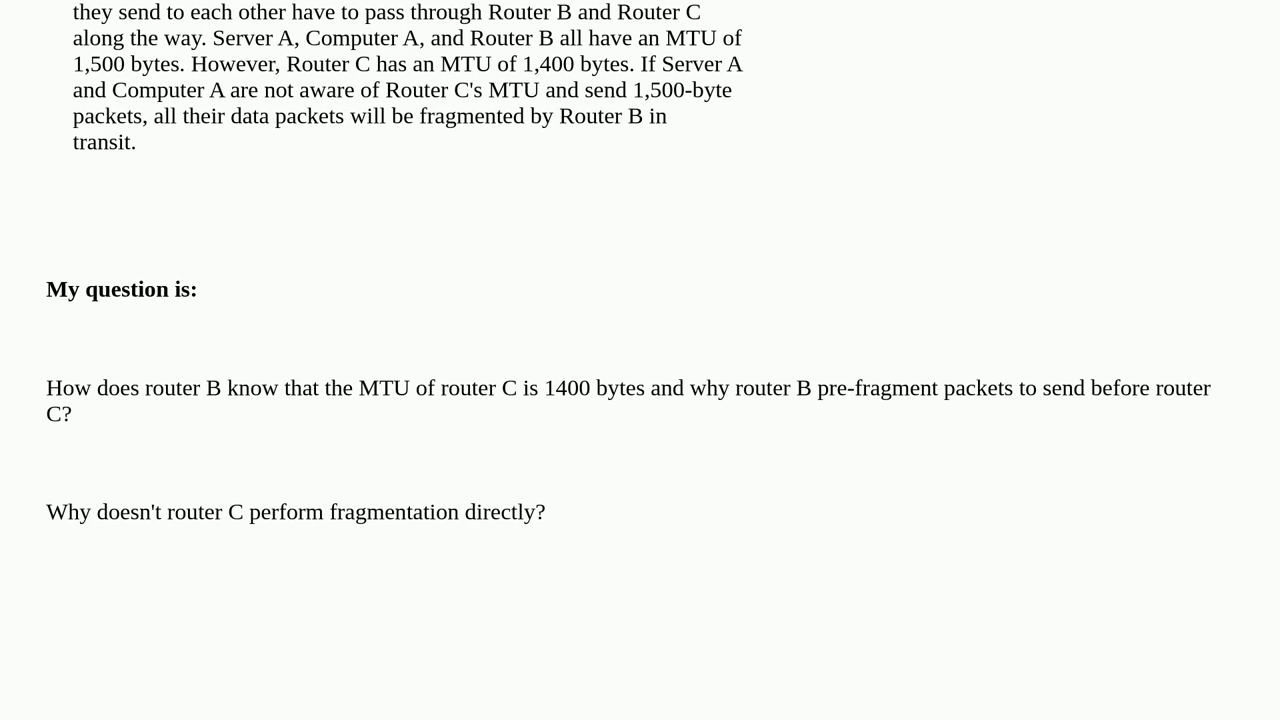 they send to each other have to pass through Router B and Router C
along the way. Server A, Computer A, and Router B all have an MTU of
1,500 bytes. However, Router C has an MTU of 1,400 bytes. If Server A
and Computer A are not aware of Router C's MTU and send 1,500-byte
packets, all their data packets will be fragmented by Router B in
transit.
My question is:
How does router B know that the MTU of router C is 1400 bytes and why router B pre-fragment packets to send before router
C?
Why doesn't router C perform fragmentation directly?